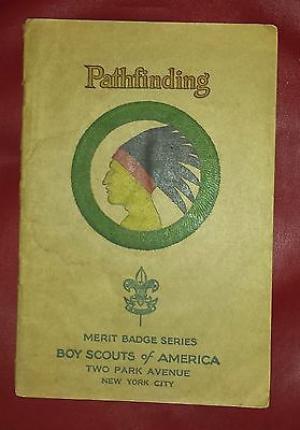 Pathfinding
MERIT BADGE SERIES
BOY SCOUTS of AMERICA
TWO PARK AVENUE
NEW YORK CITY